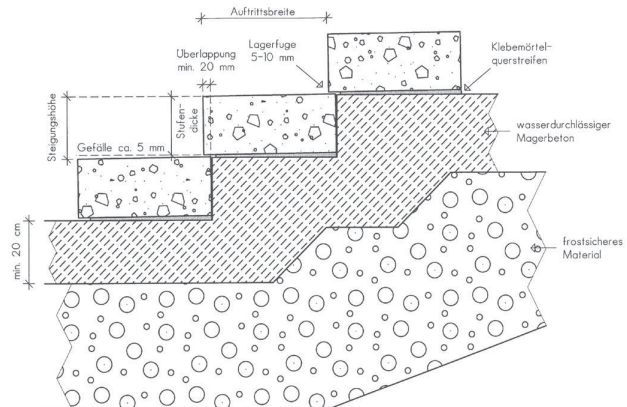 Auftrittsbreite
Überlappung
min. 20 mm
Lagerfuge
5-10 mm
Klebemörtel-
querstreifen
Steigungshöhe
Stufen-
dicke
Gefälle ca. 5 mm
wasserdurchlässiger
Magerbeton
min. 20 cm
frostsicheres
Material